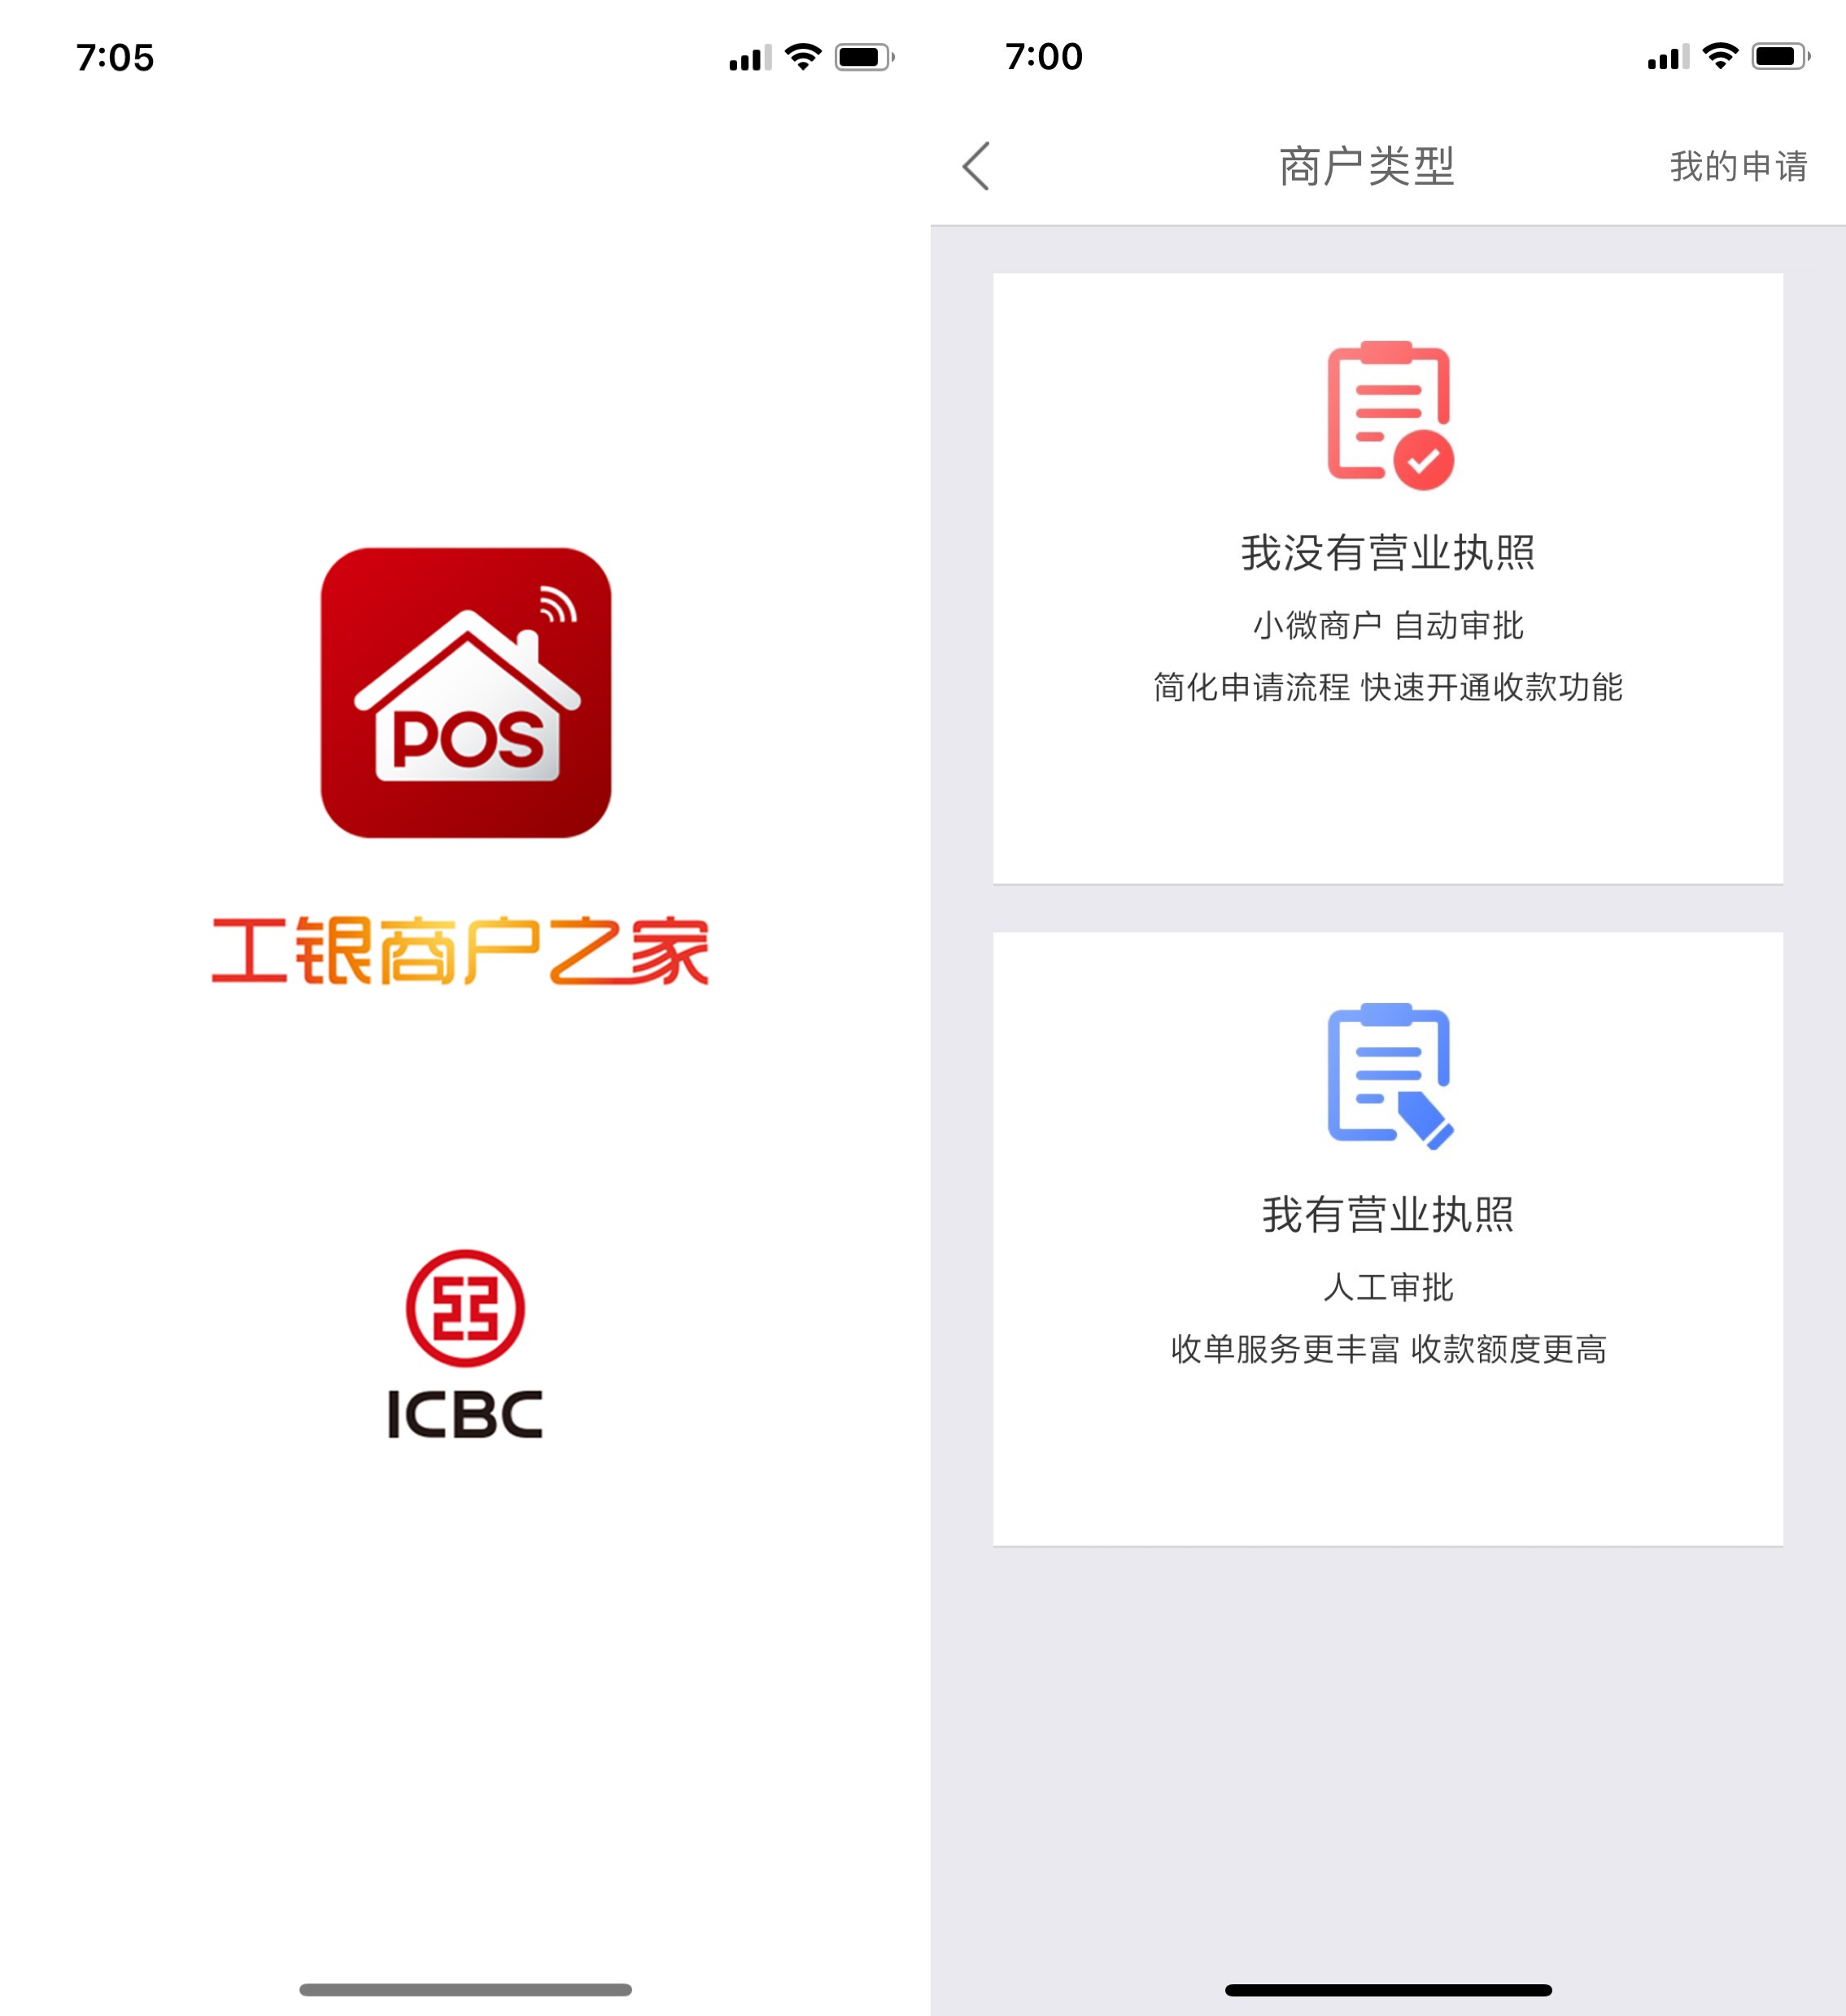 7:05
POS
工银商户之家
ICBC
7:00
商户类型
我的申请
我没有营业执照
小微商户 自动审批
简化申请流程 快速开通收款功能
我有营业执照
人工审批
收单服务更丰富 收款额度更高